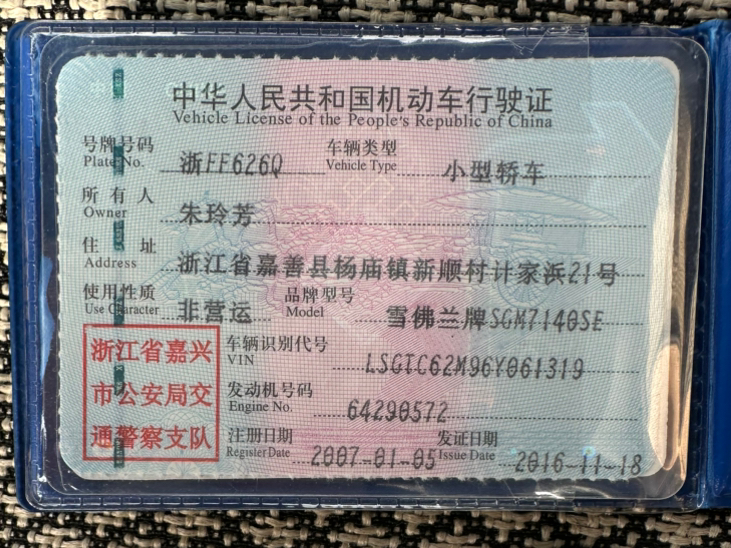 中华人民共和国机动车行驶证
Vehicle License of the People's Republic of China
号牌号码 浙FF626Q 车辆类型 小型轿车
Plate No. Vehicle Type
所有人 朱玲芳
Owner
住址 浙江省嘉善县杨庙镇新顺村计家浜21号
Address
使用性质 非营运 品牌型号 雪佛兰牌SGM7140SE
Use Character Model
浙江省嘉兴
市公安局交
通警察支队
车辆识别代号 LSGTC62M96Y061319
VIN
发动机号码 64290572
Engine No.
注册日期 2007-01-05 发证日期 2016-11-18
Register Date Issue Date